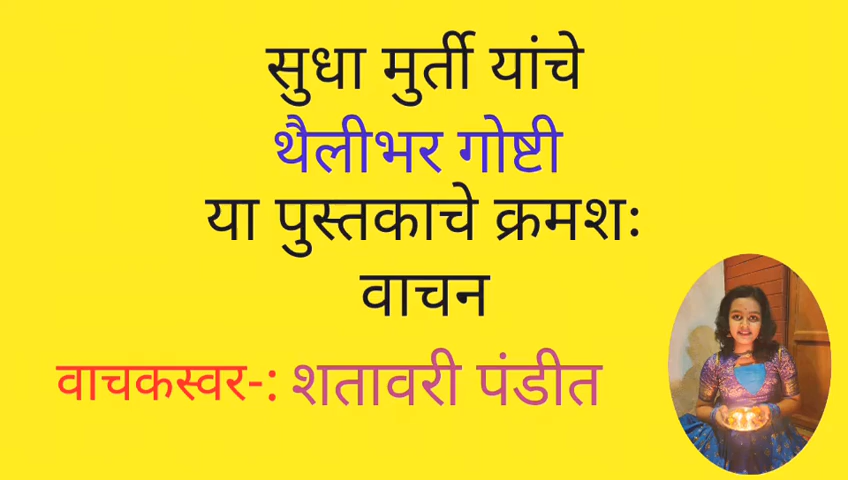 सुधा मुर्ती यांचे
थैलीभर गोष्टी
या पुस्तकाचे क्रमशः
वाचन
वाचकस्वर-: शतावरी पंडीत